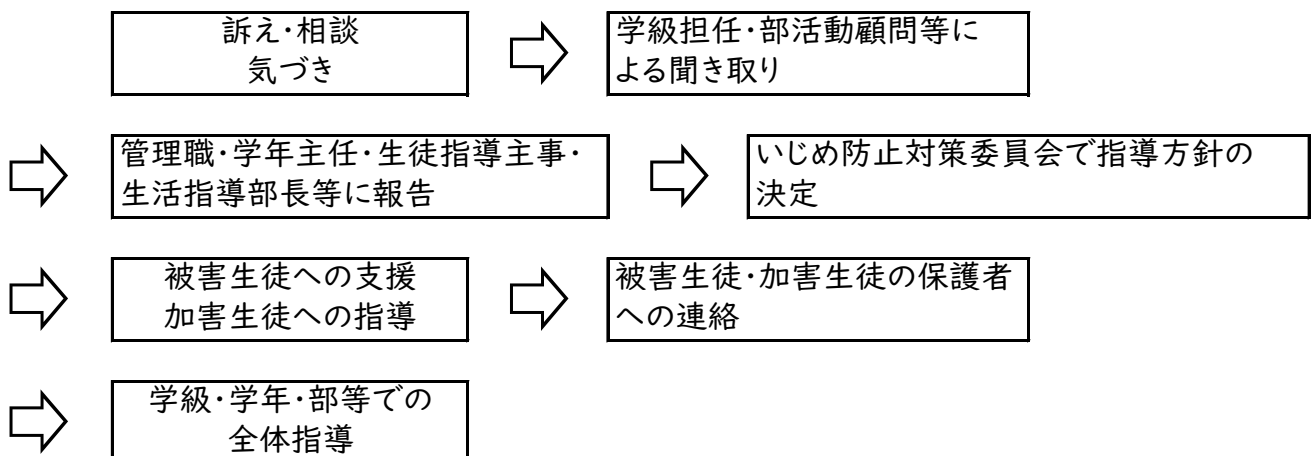 訴え・相談
気づき
学級担任・部活動顧問等に
よる聞き取り
管理職・学年主任・生徒指導主事・
生活指導部長等に報告
いじめ防止対策委員会で指導方針の
決定
被害生徒への支援
加害生徒への指導
被害生徒・加害生徒の保護者
への連絡
学級・学年・部等での
全体指導